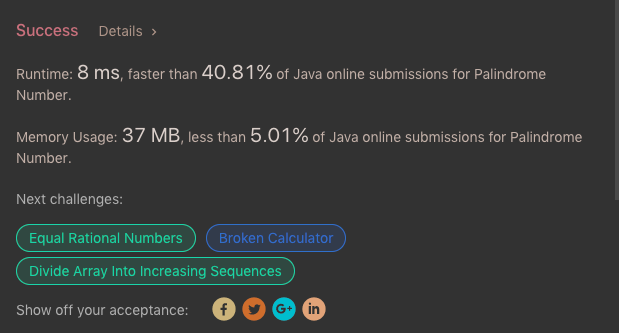 Success Details >
Runtime: 8 ms, faster than 40.81% of Java online submissions for Palindrome
Number.
Memory Usage: 37 MB, less than 5.01% of Java online submissions for Palindrome
Number.
Next challenges:
Equal Rational Numbers Broken Calculator
Divide Array Into Increasing Sequences
Show off your acceptance: f G+ in